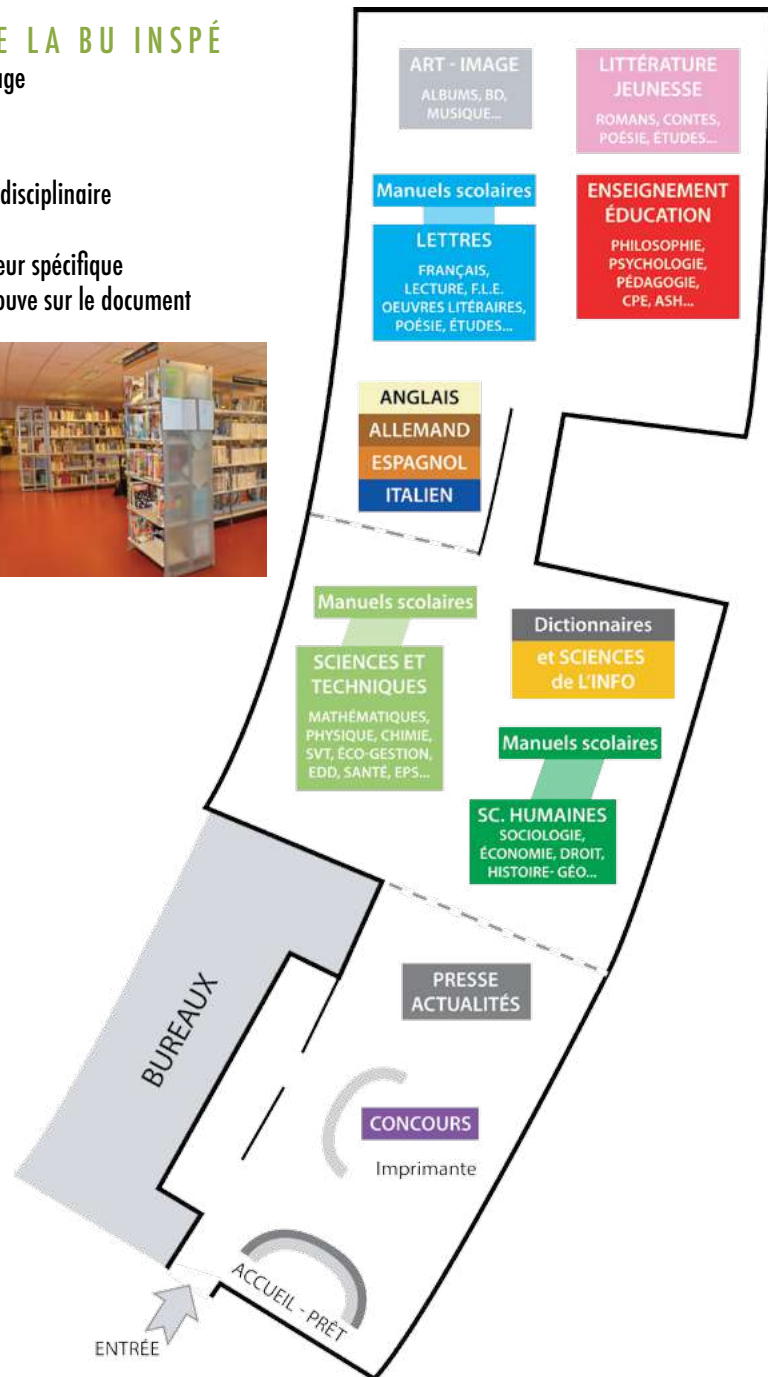 E LA BU INSPÉ
age
disciplinaire
eur spécifique
ouve sur le document
ART - IMAGE
ALBUMS, BD,
MUSIQUE...
LITTÉRATURE
JEUNESSE
ROMANS, CONTES,
POÉSIE, ÉTUDES...
Manuels scolaires
LETTRES
FRANÇAIS,
LECTURE, F.L.E.
OEUVRES LITÉRAIRES,
POÉSIE, ÉTUDES...
ENSEIGNEMENT
ÉDUCATION
PHILOSOPHIE,
PSYCHOLOGIE,
PÉDAGOGIE,
CPE, ASH...
ANGLAIS
ALLEMAND
ESPAGNOL
ITALIEN
Manuels scolaires
SCIENCES ET
TECHNIQUES
MATHÉMATIQUES,
PHYSIQUE, CHIMIE,
SVT, ÉCO-GESTION,
EDD, SANTÉ, EPS...
Dictionnaires
et SCIENCES
de L'INFO
Manuels scolaires
SC. HUMAINES
SOCIOLOGIE,
ÉCONOMIE, DROIT,
HISTOIRE- GÉO...
PRESSE
ACTUALITÉS
BUREAUX
CONCOURS
Imprimante
ACCUEIL - PRÊT
ENTRÉE